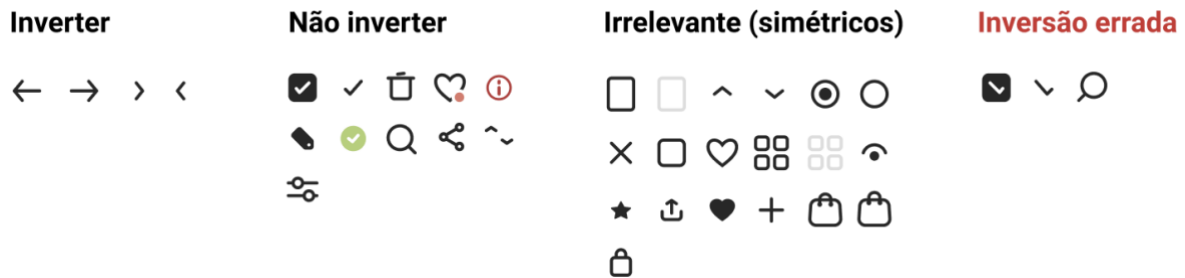 Inverter
Não inverter
Irrelevante (simétricos)
Inversão errada